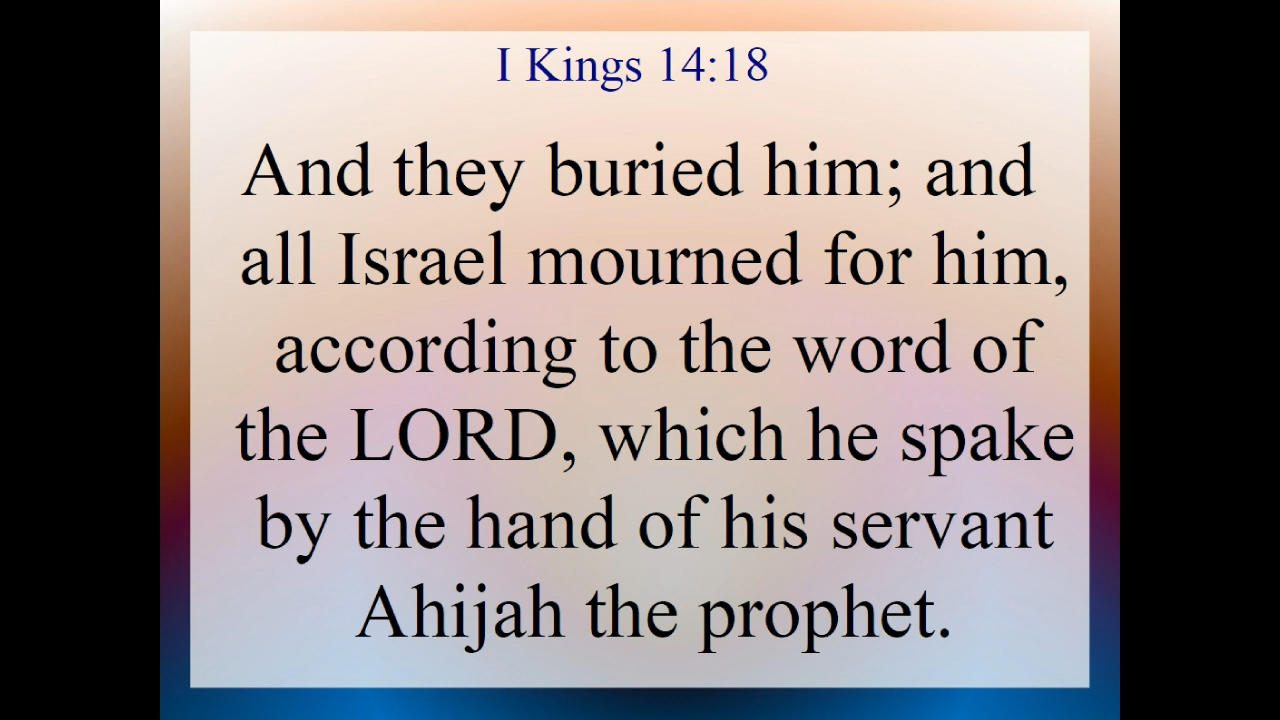 I Kings 14:18
And they buried him; and
all Israel mourned for him,
according to the word of
the LORD, which he spake
by the hand of his servant
Ahijah the prophet.